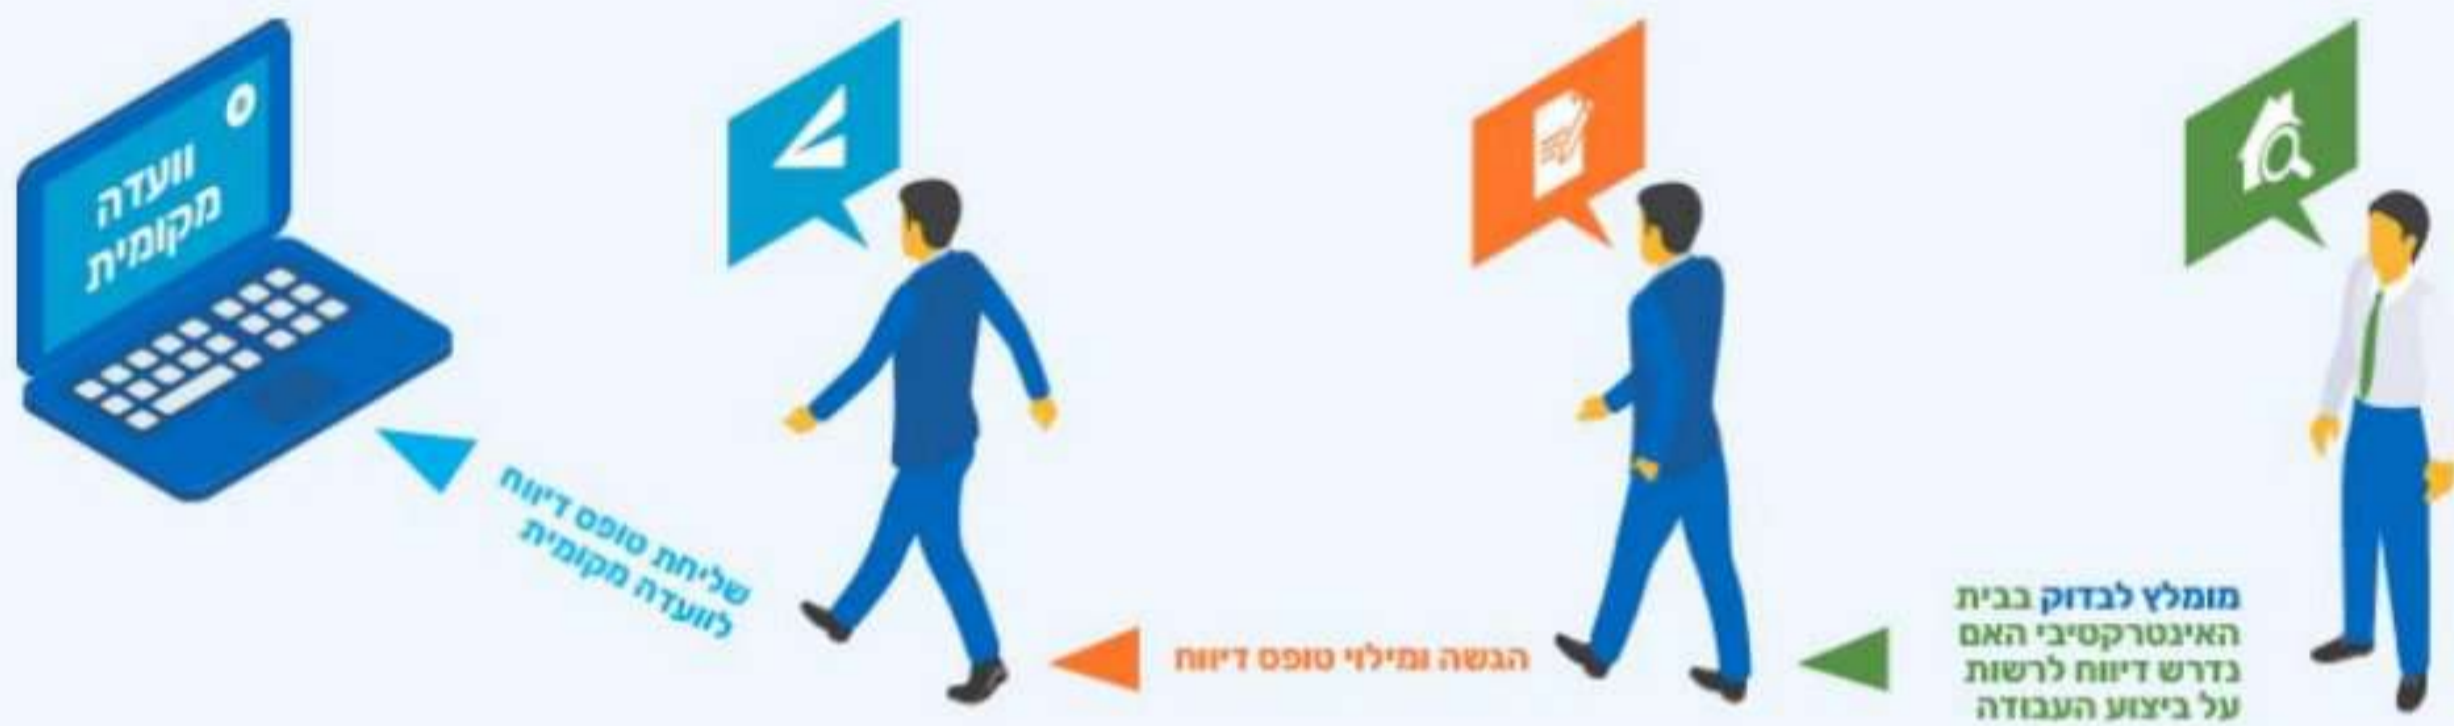 מומלץ לבדוק בבית
האינטרקטיבי האם
נדרש דיווח לרשות
על ביצוע העבודה
הגשה ומילוי טופס דיווח
שליחת טופס דיווח
לוועדה מקומית
וועדה
מקומית